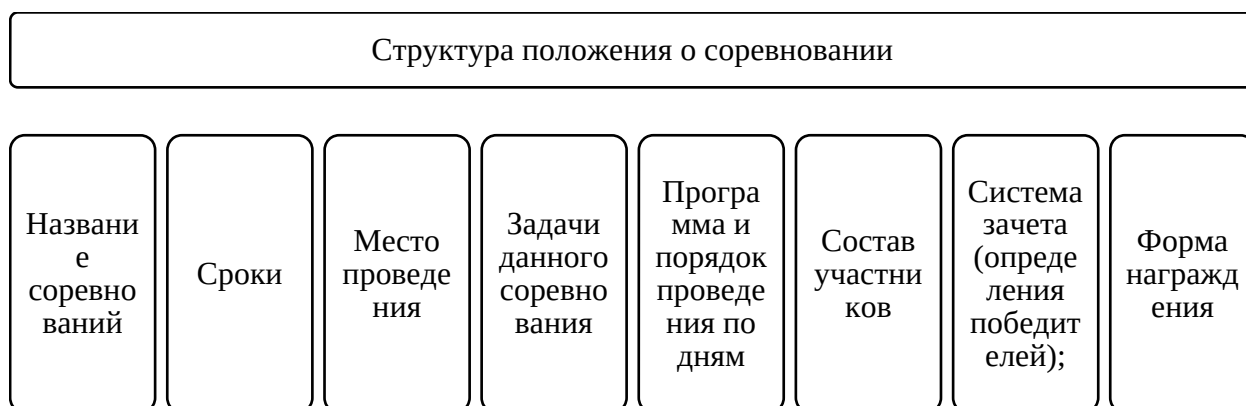 Структура положения о соревновании
Названи
е
соревно
ваний
Сроки
Место
проведе
ния
Задачи
данного
соревно
вания
Програ
мма и
порядок
проведе
ния по
дням
Состав
участни
ков
Система
зачета
(опреде
ления
победит
елей);
Форма
награжд
ения